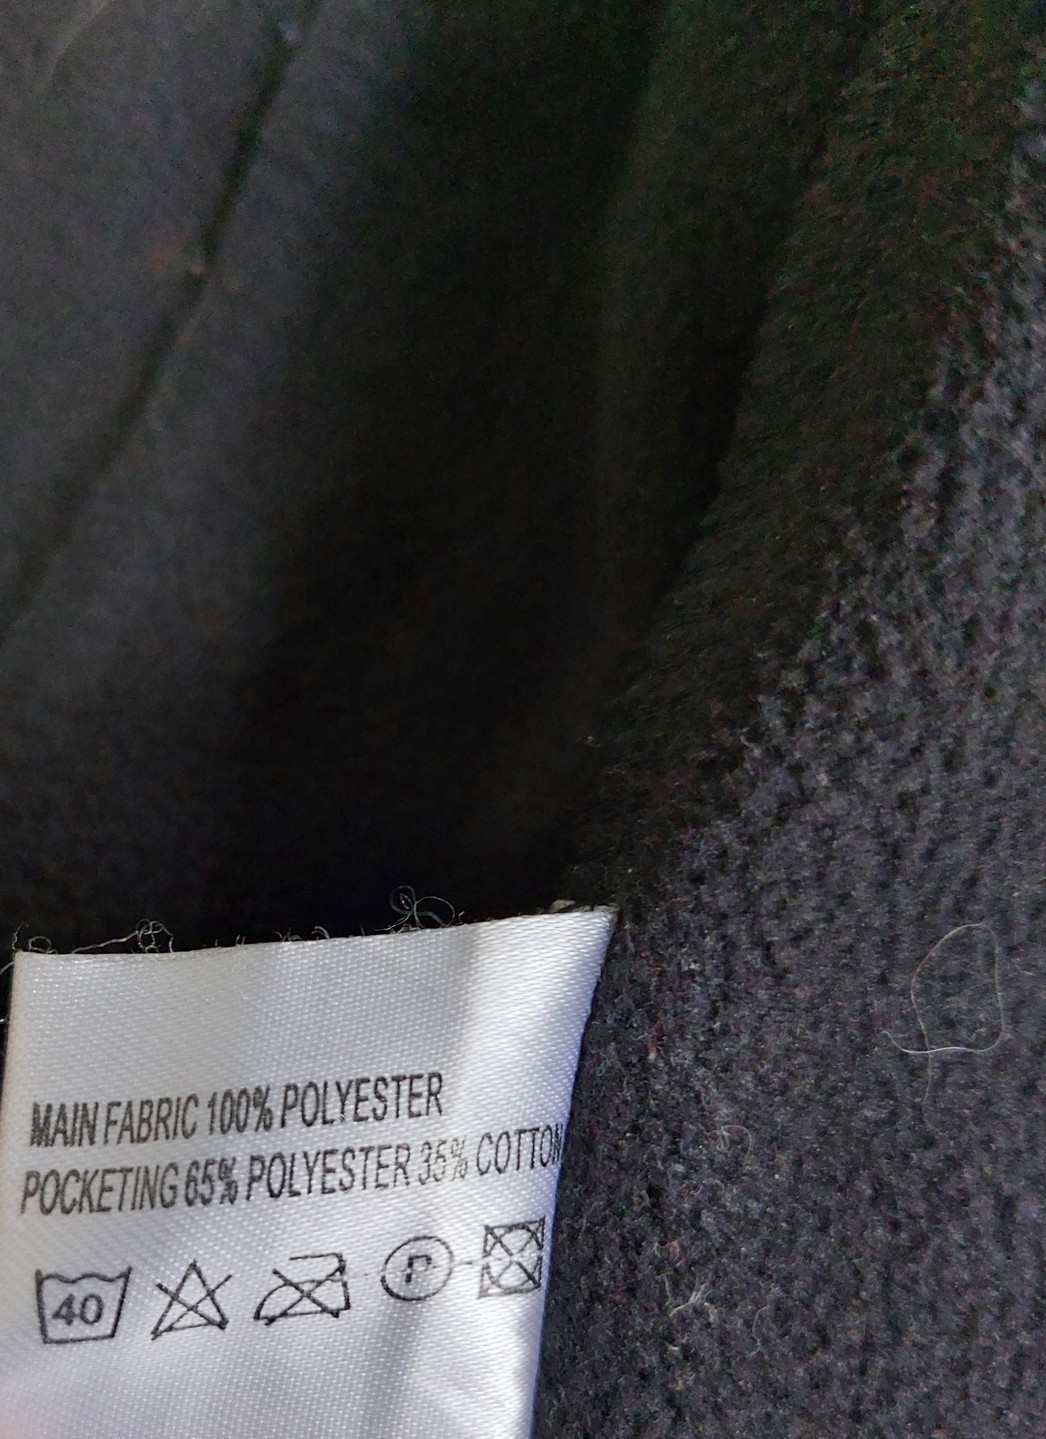 MAIN FABRIC 100% POLYESTER
POCKETING 65% POLYESTER 35% COTTON
40 P